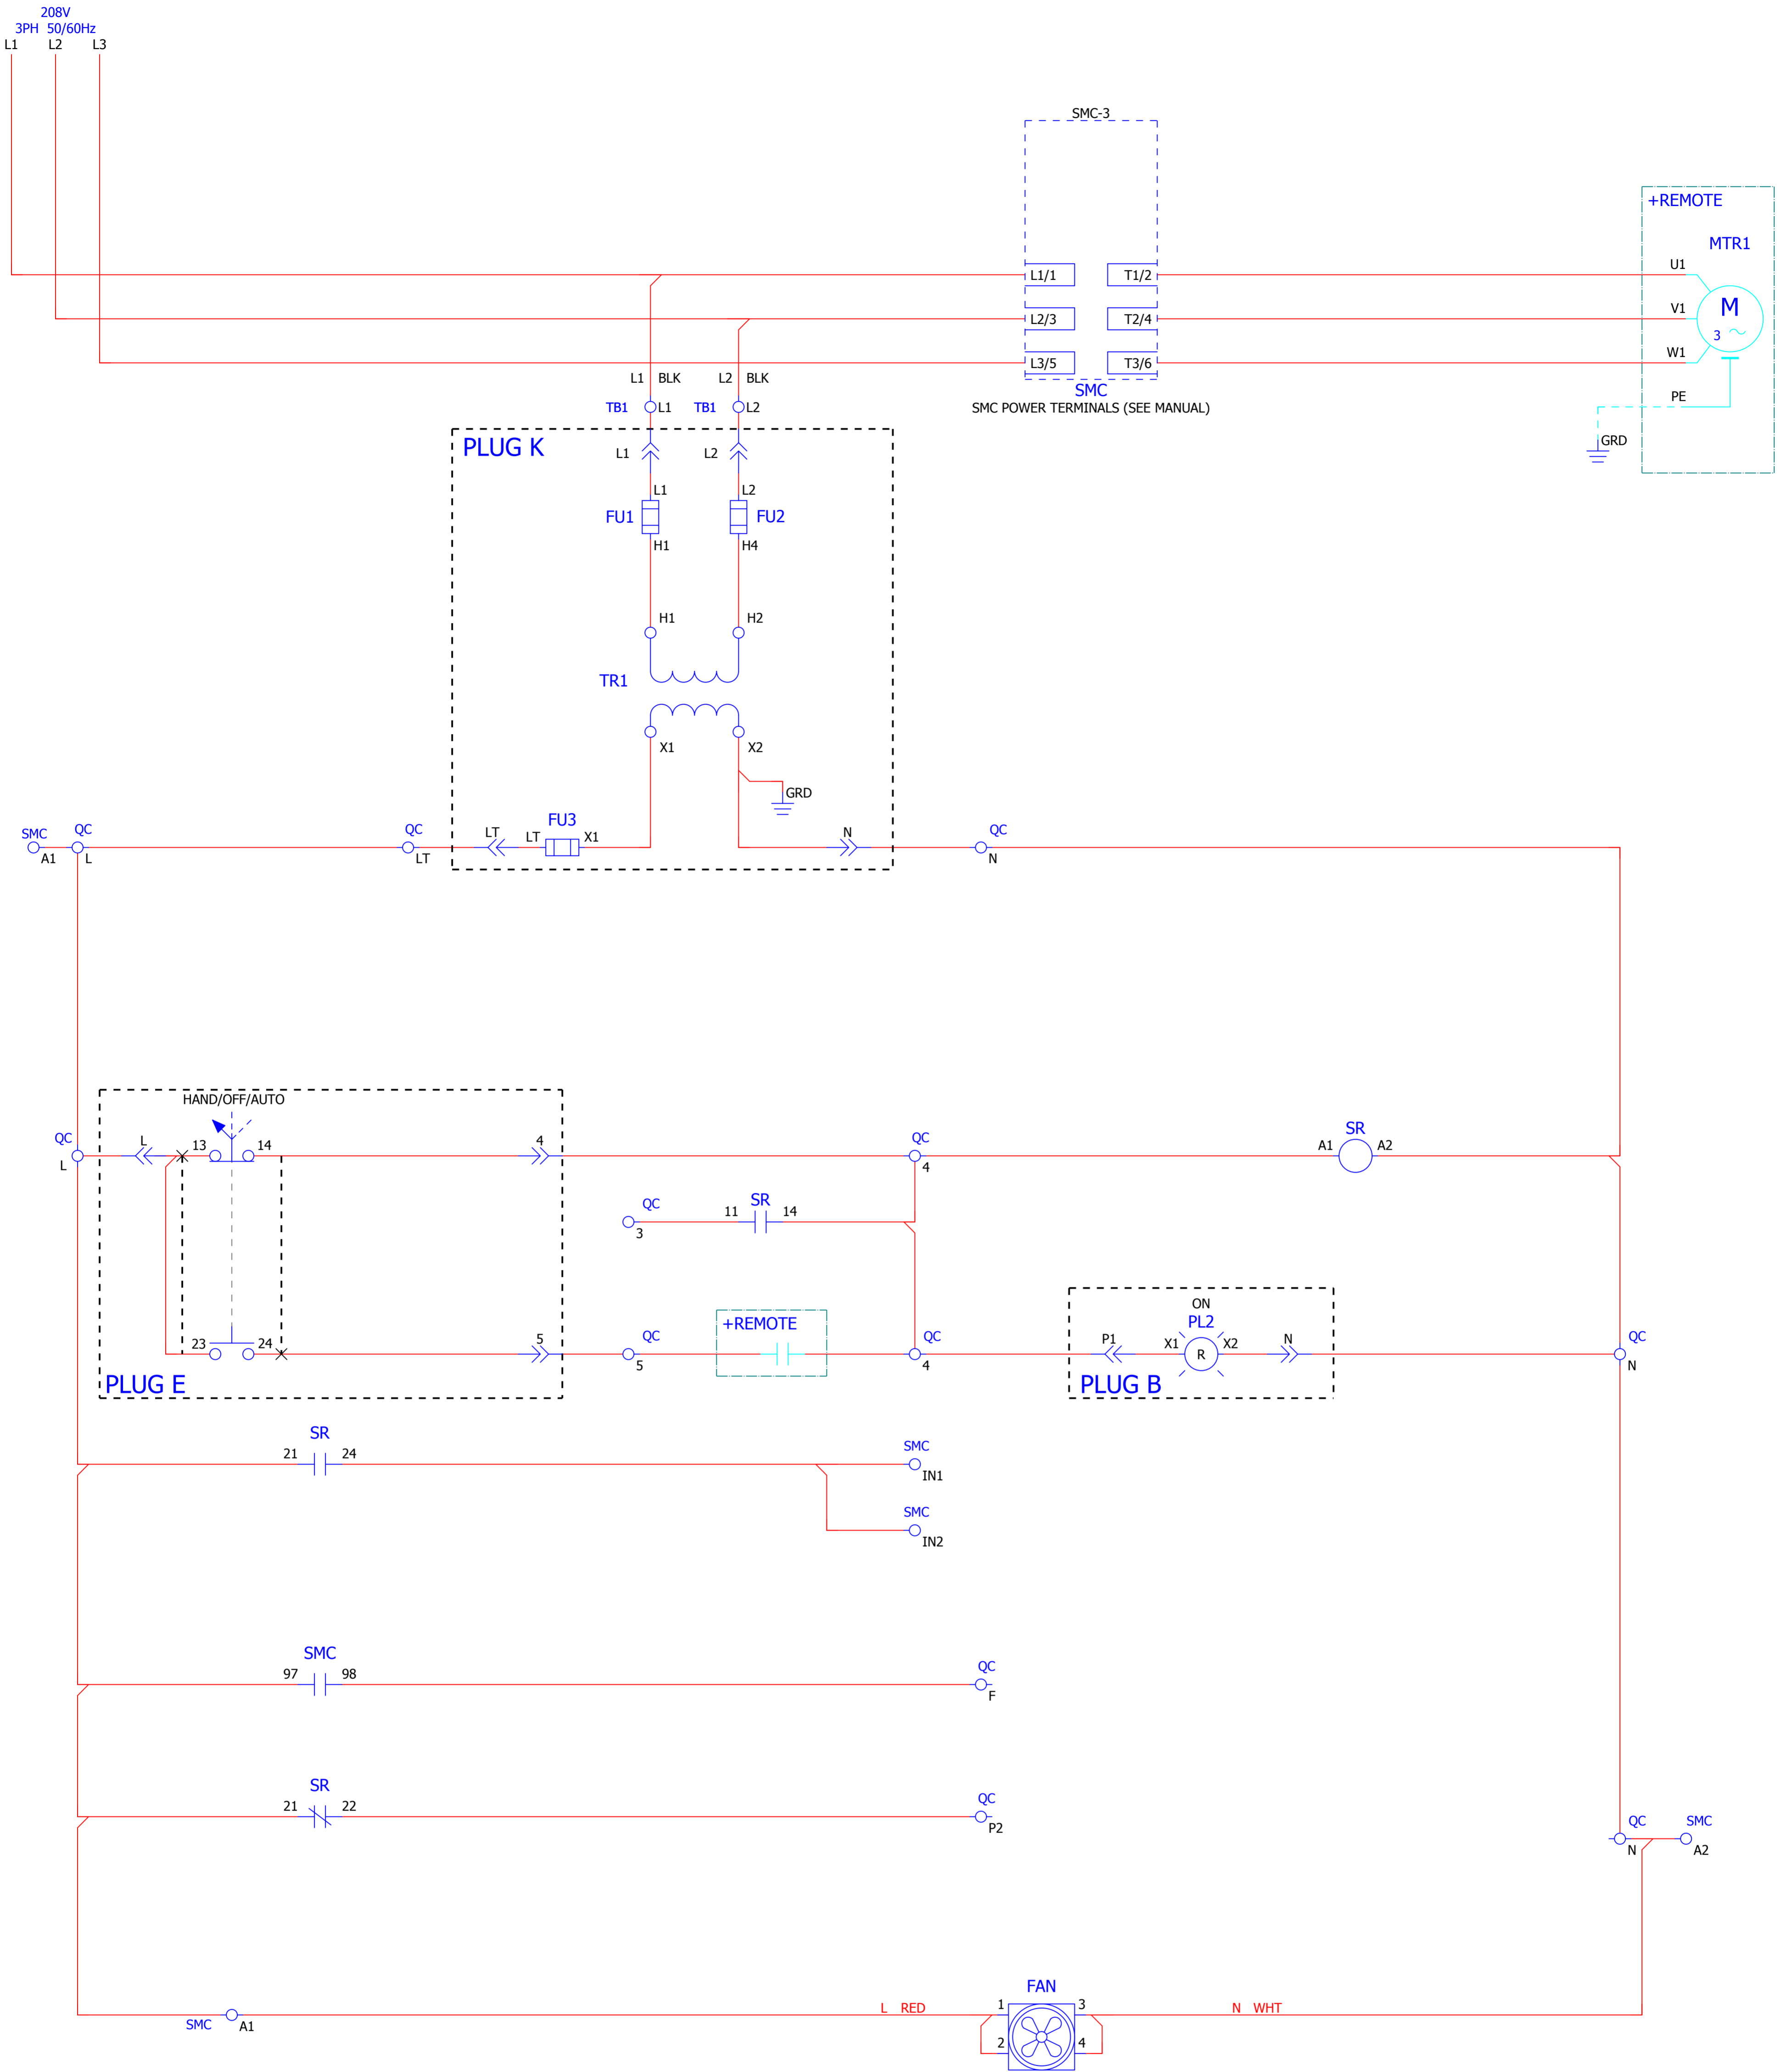 208V
3PH 50/60Hz
L1 L2 L3
SMC-3
+REMOTE
MTR1
L1/1 T1/2 U1
L2/3 T2/4 V1
M
3
L3/5 T3/6 W1
L1 BLK L2 BLK
SMC
PE
TB1 L1 TB1 L2
SMC POWER TERMINALS (SEE MANUAL)
GRD
PLUG K
L1 L2
L1 L2
FU1 FU2
H1 H4
H1 H2
TR1
X1 X2
GRD
FU3
SMC QC QC LT LT X1 N QC
A1 L LT N
HAND/OFF/AUTO
QC L 13 14 4 QC A1 SR A2
L 4
QC 11 SR 14
3
ON
+REMOTE PL2
23 24 5 QC QC P1 X1 X2 N QC
R
5 4 N
PLUG E
PLUG B
SR
21 24 SMC
IN1
SMC
IN2
SMC
97 98 QC
F
SR
21 22 QC
P2
QC SMC
N A2
FAN
L RED 1 3 N WHT
SMC A1
2 4